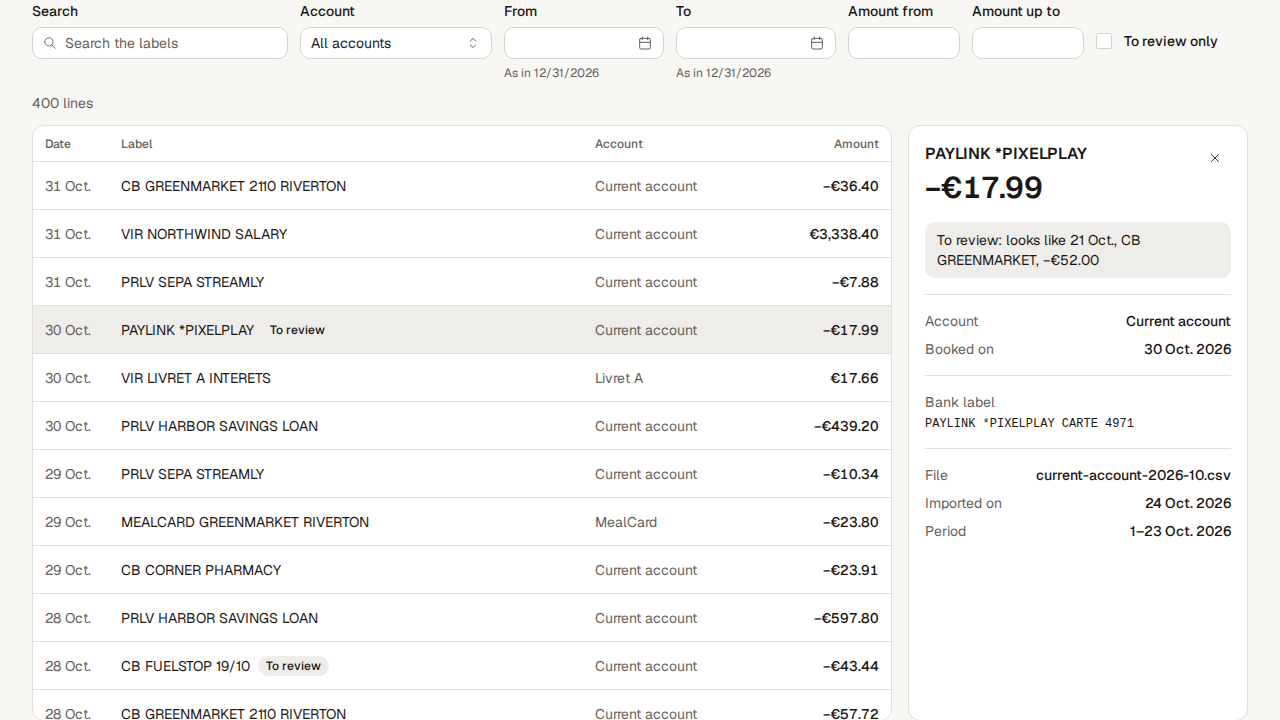 Search
Account
From
To
Amount from
Amount up to
Search the labels
All accounts
To review only
As in 12/31/2026
As in 12/31/2026
400 lines
Date Label Account Amount
31 Oct. CB GREENMARKET 2110 RIVERTON Current account −€36.40
31 Oct. VIR NORTHWIND SALARY Current account €3,338.40
31 Oct. PRLV SEPA STREAMLY Current account −€7.88
30 Oct. PAYLINK *PIXELPLAY To review Current account −€17.99
30 Oct. VIR LIVRET A INTERETS Livret A €17.66
30 Oct. PRLV HARBOR SAVINGS LOAN Current account −€439.20
29 Oct. PRLV SEPA STREAMLY Current account −€10.34
29 Oct. MEALCARD GREENMARKET RIVERTON MealCard −€23.80
29 Oct. CB CORNER PHARMACY Current account −€23.91
28 Oct. PRLV HARBOR SAVINGS LOAN Current account −€597.80
28 Oct. CB FUELSTOP 19/10 To review Current account −€43.44
28 Oct. CB GREENMARKET 2110 RIVERTON Current account −€57.72
PAYLINK *PIXELPLAY
−€17.99
To review: looks like 21 Oct., CB
GREENMARKET, −€52.00
Account Current account
Booked on 30 Oct. 2026
Bank label
PAYLINK *PIXELPLAY CARTE 4971
File current-account-2026-10.csv
Imported on 24 Oct. 2026
Period 1–23 Oct. 2026